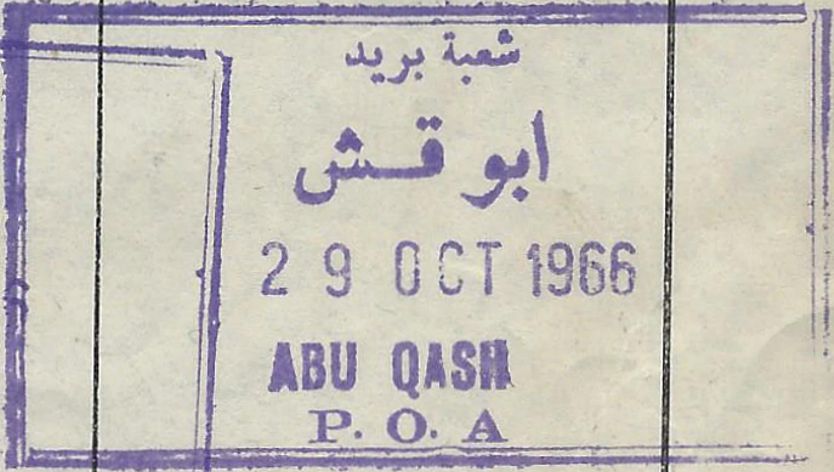 شعبة بريد
ابو قش
29 OCT 1966
ABU QASH
P. O. A